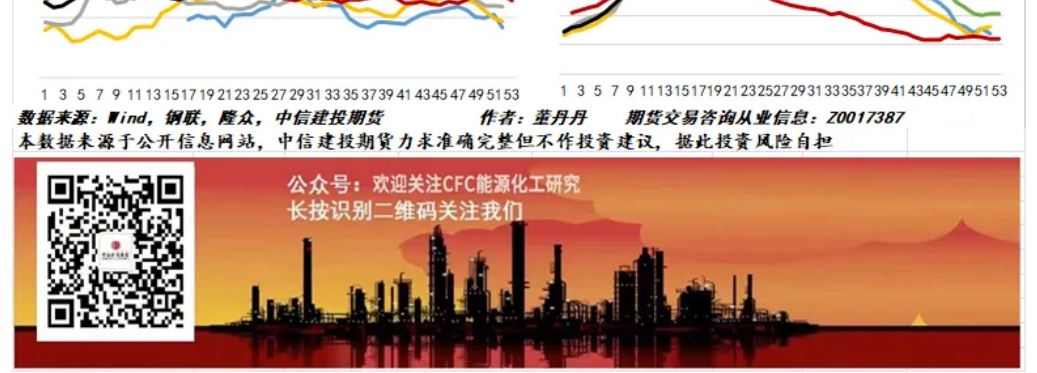 1 3 5 7 9 11 13 15 17 19 21 23 25 27 29 31 33 35 37 39 41 43 45 47 49 51 53
1 3 5 7 9 11 13 15 17 19 21 23 25 27 29 31 33 35 37 39 41 43 45 47 49 51 53
数据来源：Wind，钢联，隆众，中信建投期货 作者：董丹丹 期货交易咨询从业信息：Z0017387
本数据来源于公开信息网站，中信建投期货力求准确完整但不作投资建议，据此投资风险自担
公众号：欢迎关注CFC能源化工研究
长按识别二维码关注我们